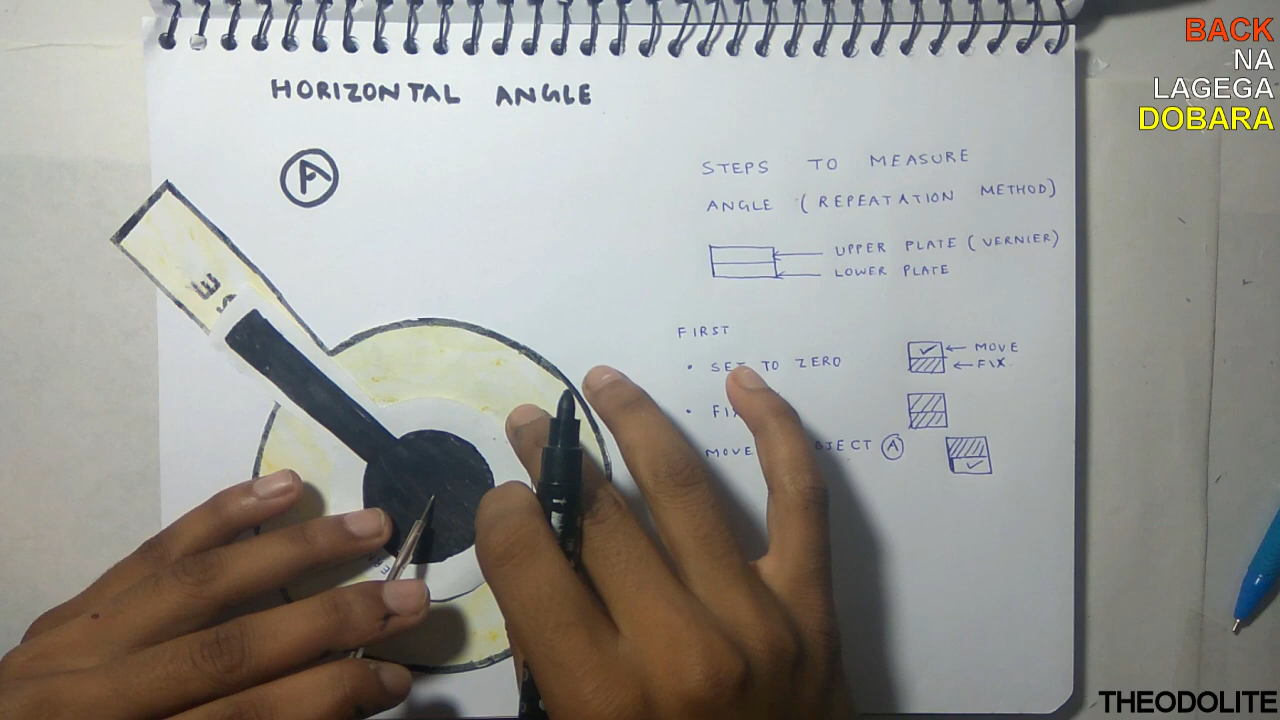 BACK
NA
LAGEGA
DOBARA
HORIZONTAL ANGLE
A
STEPS TO MEASURE
ANGLE (REPEATATION METHOD)
UPPER PLATE (VERNIER)
LOWER PLATE
FIRST
• SET TO ZERO
MOVE
FIX
MOVE
A
THEODOLITE